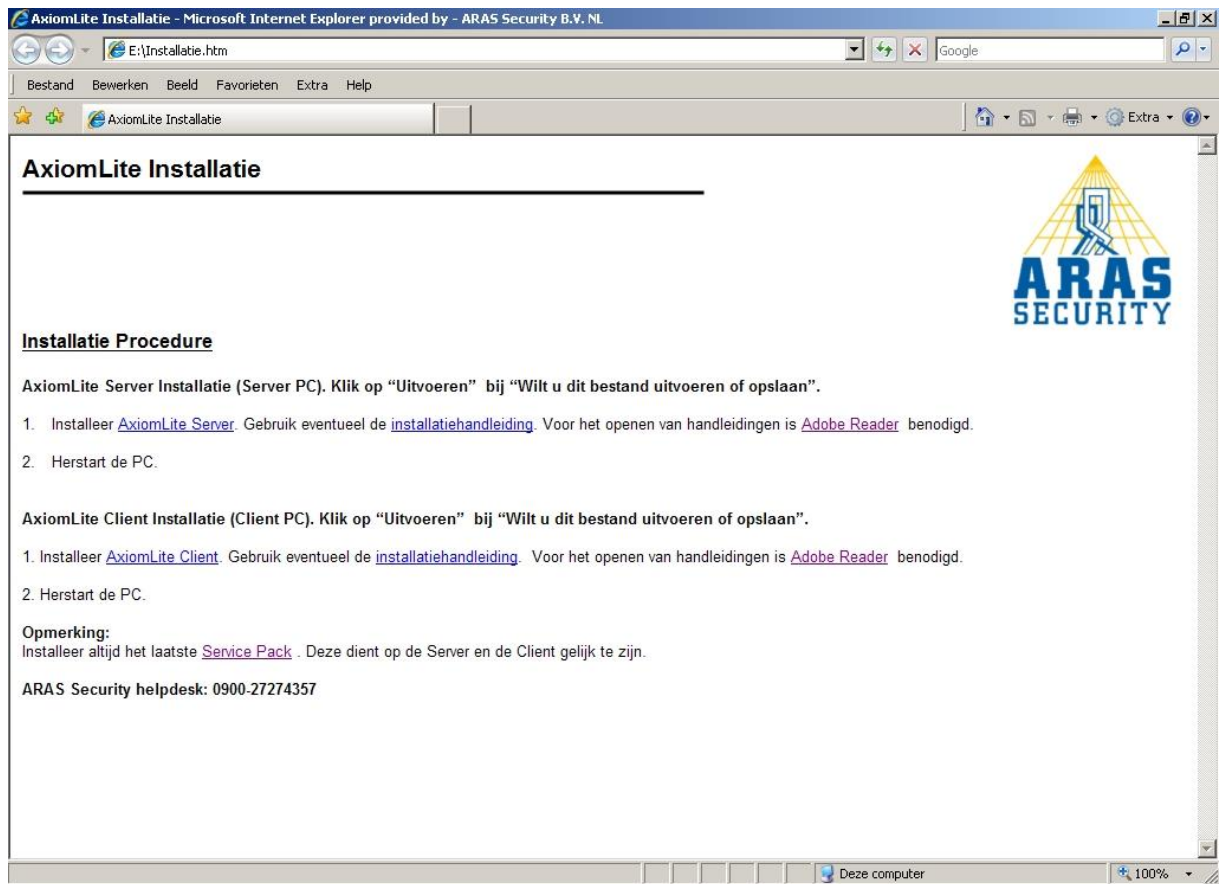 AxiomLite Installatie - Microsoft Internet Explorer provided by - ARAS Security B.V. NL
E:\Installatie.htm
Google
Bestand Bewerken Beeld Favorieten Extra Help
AxiomLite Installatie
Extra
AxiomLite Installatie
ARAS
SECURITY
Installatie Procedure
AxiomLite Server Installatie (Server PC). Klik op “Uitvoeren” bij “Wilt u dit bestand uitvoeren of opslaan”.
1. Installeer AxiomLite Server. Gebruik eventueel de installatiehandleiding. Voor het openen van handleidingen is Adobe Reader benodigd.
2. Herstart de PC.
AxiomLite Client Installatie (Client PC). Klik op “Uitvoeren” bij “Wilt u dit bestand uitvoeren of opslaan”.
1. Installeer AxiomLite Client. Gebruik eventueel de installatiehandleiding. Voor het openen van handleidingen is Adobe Reader benodigd.
2. Herstart de PC.
Opmerking:
Installeer altijd het laatste Service Pack . Deze dient op de Server en de Client gelijk te zijn.
ARAS Security helpdesk: 0900-27274357
Deze computer
100%